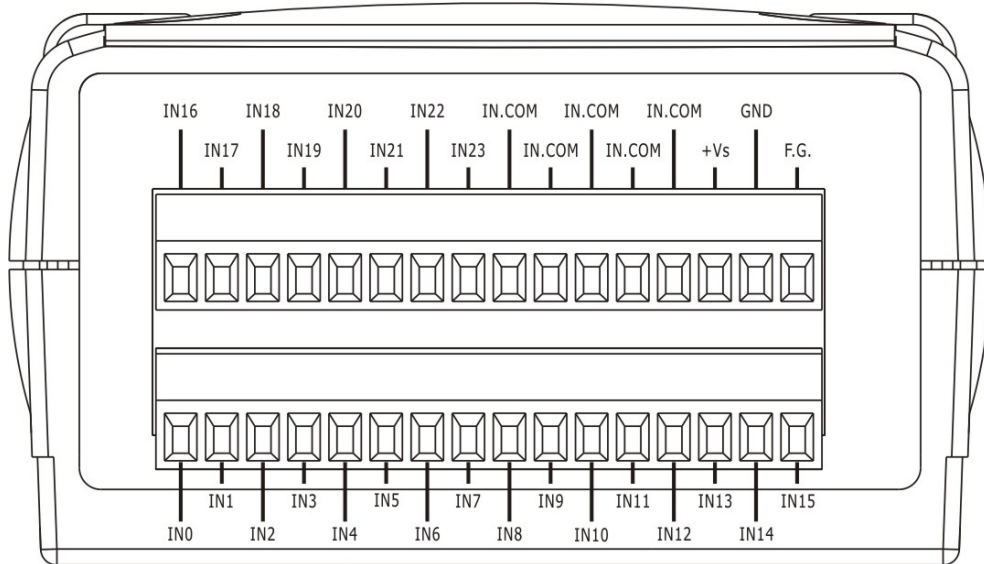 IN16 IN18 IN20 IN22 IN.COM IN.COM IN.COM GND
IN17 IN19 IN21 IN23 IN.COM IN.COM +Vs F.G.
IN1 IN3 IN5 IN7 IN9 IN11 IN13 IN15
IN0 IN2 IN4 IN6 IN8 IN10 IN12 IN14